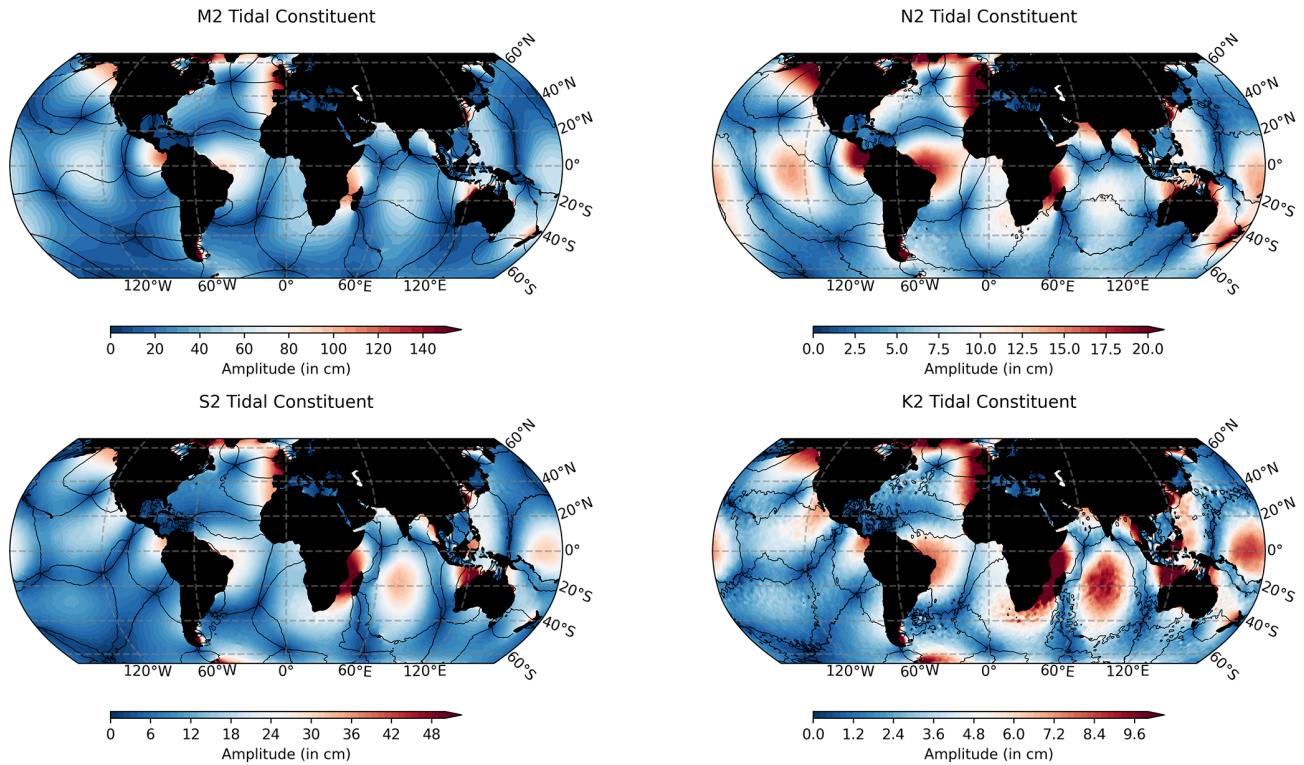 M2 Tidal Constituent
60°N
40°N
20°N
0°
20°S
40°S
60°S
120°W 60°W 0° 60°E 120°E
0 20 40 60 80 100 120 140
Amplitude (in cm)
N2 Tidal Constituent
60°N
40°N
20°N
0°
20°S
40°S
60°S
120°W 60°W 0° 60°E 120°E
0.0 2.5 5.0 7.5 10.0 12.5 15.0 17.5 20.0
Amplitude (in cm)
S2 Tidal Constituent
60°N
40°N
20°N
0°
20°S
40°S
60°S
120°W 60°W 0° 60°E 120°E
0 6 12 18 24 30 36 42 48
Amplitude (in cm)
K2 Tidal Constituent
60°N
40°N
20°N
0°
20°S
40°S
60°S
120°W 60°W 0° 60°E 120°E
0.0 1.2 2.4 3.6 4.8 6.0 7.2 8.4 9.6
Amplitude (in cm)